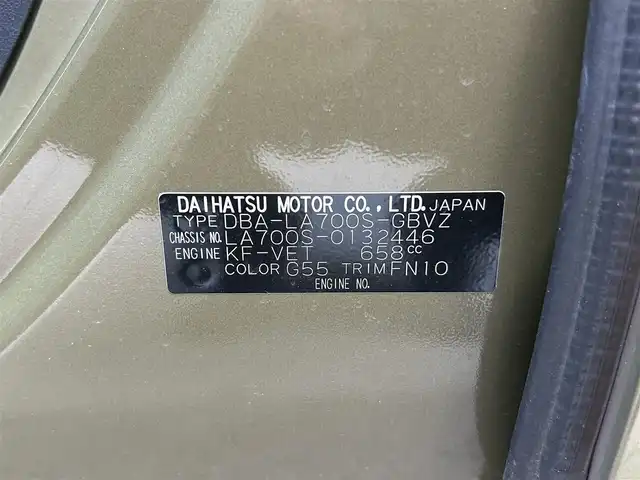 DAIHATSU MOTOR CO., LTD. JAPAN
TYPE DBA-LA700S-GBVZ
CHASSIS NO. LA700S-0132446
ENGINE KF-VET 658cc
COLOR G55 TRIM FN10
ENGINE NO.